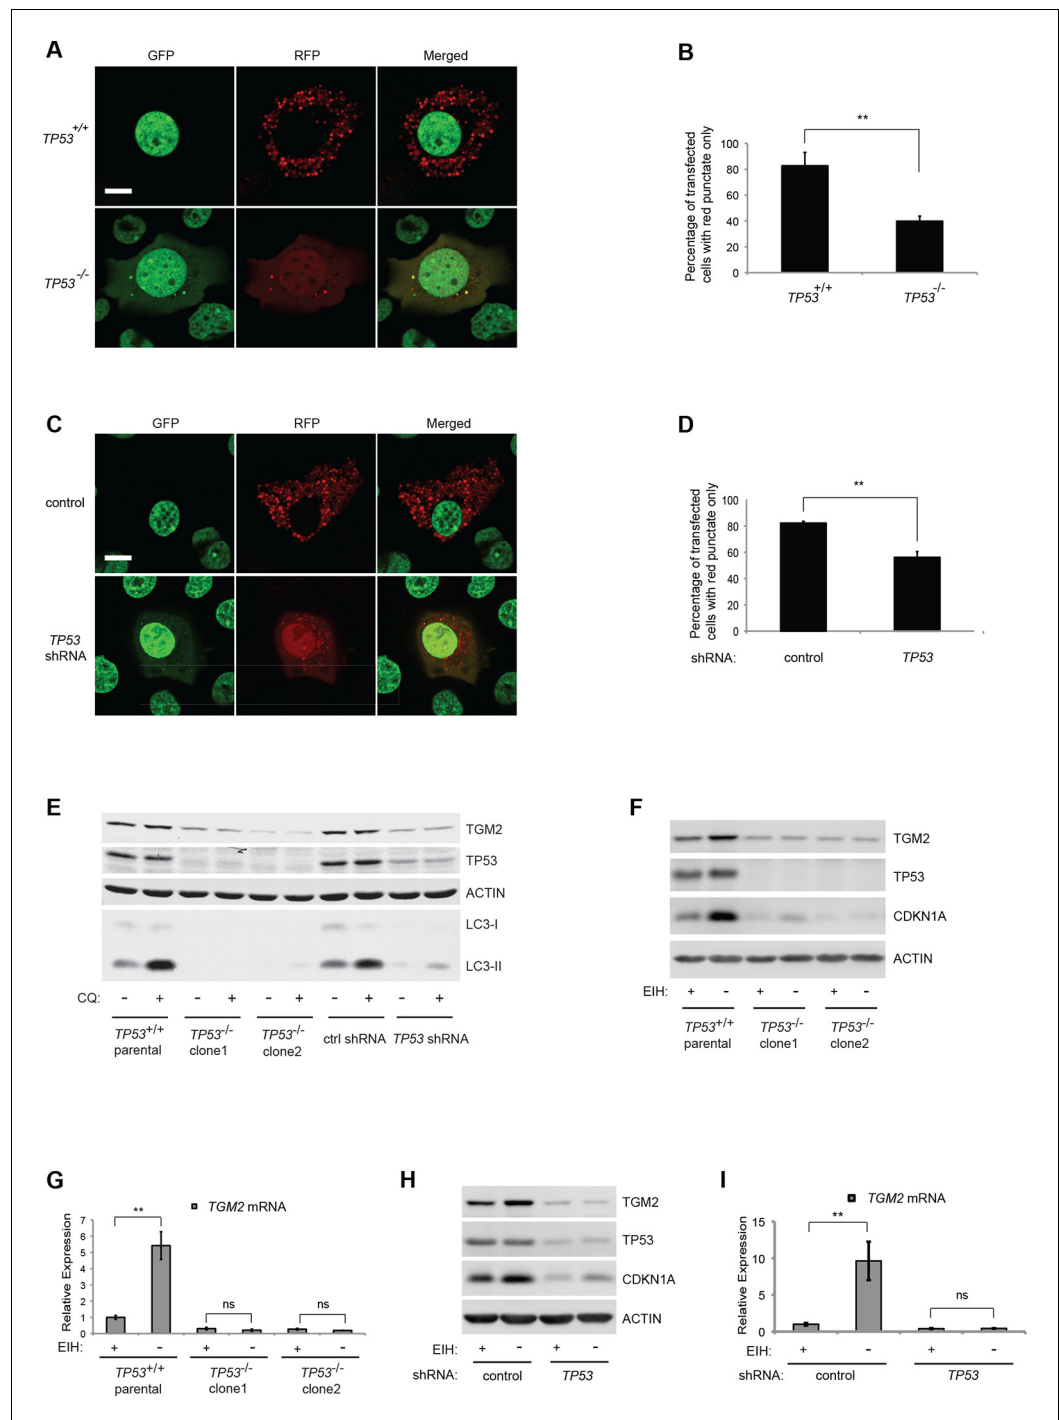 A
GFP RFP Merged
TP53+/+
TP53-/-
B
Percentage of transfected
cells with red punctate only
**
100
80
60
40
20
0
TP53+/+ TP53-/-
C
GFP RFP Merged
control
TP53
shRNA
D
Percentage of transfected
cells with red punctate only
**
100
80
60
40
20
0
shRNA: control TP53
E
TGM2
TP53
ACTIN
LC3-I
LC3-II
CQ: - + - + - + - + - +
TP53+/+ TP53-/- TP53-/- ctrl shRNA TP53 shRNA
parental clone1 clone2
F
TGM2
TP53
CDKN1A
ACTIN
EIH: + - + - + -
TP53+/+ TP53-/- TP53-/-
parental clone1 clone2
G
TGM2 mRNA
Relative Expression
7
6
5
4
3
2
1
0
** ns ns
EIH: + - + - + -
TP53+/+ TP53-/- TP53-/-
parental clone1 clone2
H
TGM2
TP53
CDKN1A
ACTIN
EIH: + - + -
shRNA: control TP53
I
TGM2 mRNA
Relative Expression
15
10
5
0
** ns
EIH: + - + -
shRNA: control TP53